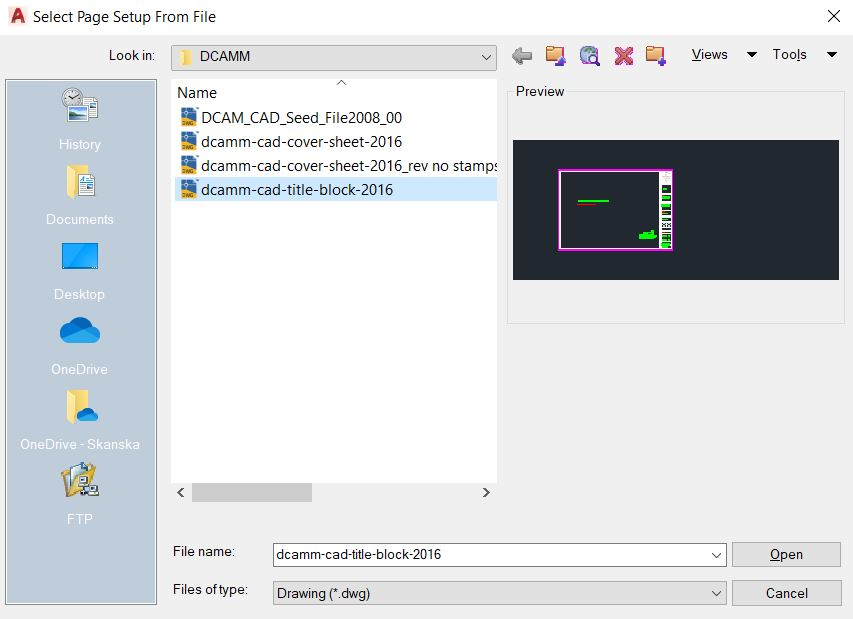 Select Page Setup From File
Look in: DCAMM Views Tools
History
Documents
Desktop
OneDrive
OneDrive - Skanska
FTP
Name
DCAM_CAD_Seed_File2008_00
dcamm-cad-cover-sheet-2016
dcamm-cad-cover-sheet-2016_rev no stamps
dcamm-cad-title-block-2016
Preview
File name: dcamm-cad-title-block-2016 Open
Files of type: Drawing (*.dwg) Cancel